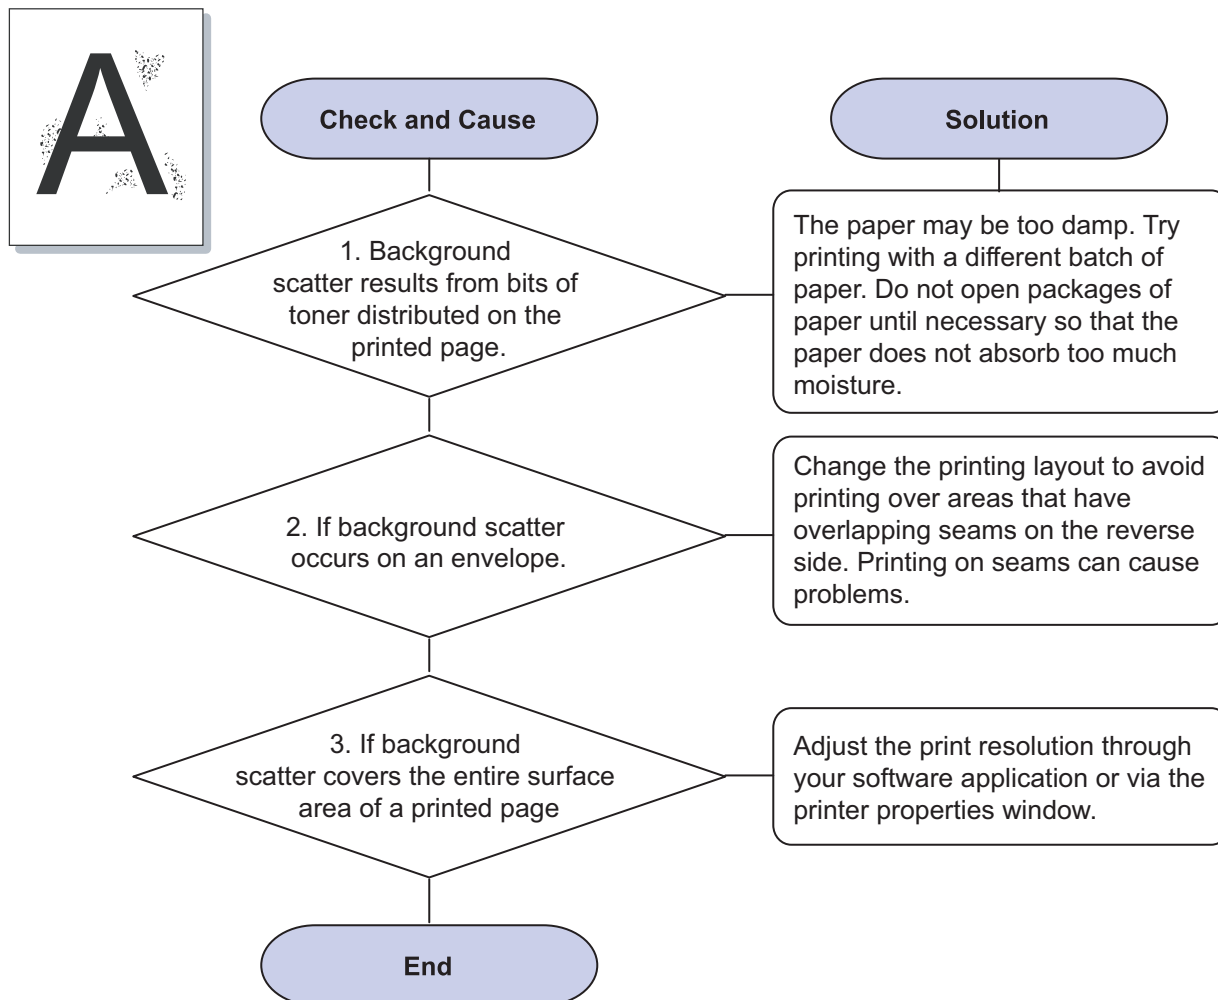 A
Check and Cause
Solution
1. Background
scatter results from bits of
toner distributed on the
printed page.
The paper may be too damp. Try
printing with a different batch of
paper. Do not open packages of
paper until necessary so that the
paper does not absorb too much
moisture.
2. If background scatter
occurs on an envelope.
Change the printing layout to avoid
printing over areas that have
overlapping seams on the reverse
side. Printing on seams can cause
problems.
3. If background
scatter covers the entire surface
area of a printed page
Adjust the print resolution through
your software application or via the
printer properties window.
End